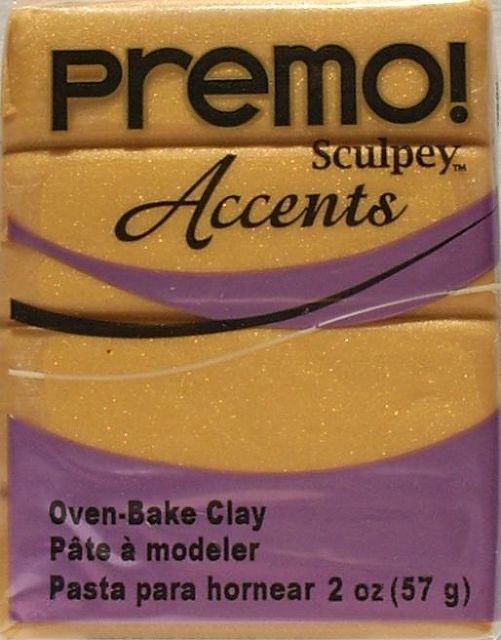 PREMO!
Sculpey™
Accents
Oven-Bake Clay
Pâte à modeler
Pasta para hornear 2 oz (57 g)